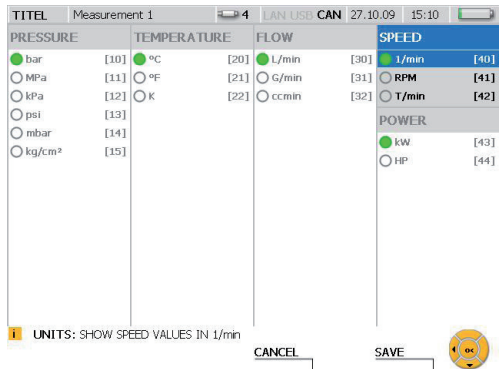 TITEL Measurement 1 4 LAN USB CAN 27.10.09 15:10
PRESSURE
bar [10]
MPa [11]
kPa [12]
psi [13]
mbar [14]
kg/cm² [15]
TEMPERATURE
°C [20]
°F [21]
K [22]
FLOW
L/min [30]
G/min [31]
ccmin [32]
SPEED
1/min [40]
RPM [41]
T/min [42]
POWER
kW [43]
HP [44]
i UNITS: SHOW SPEED VALUES IN 1/min
CANCEL SAVE OK